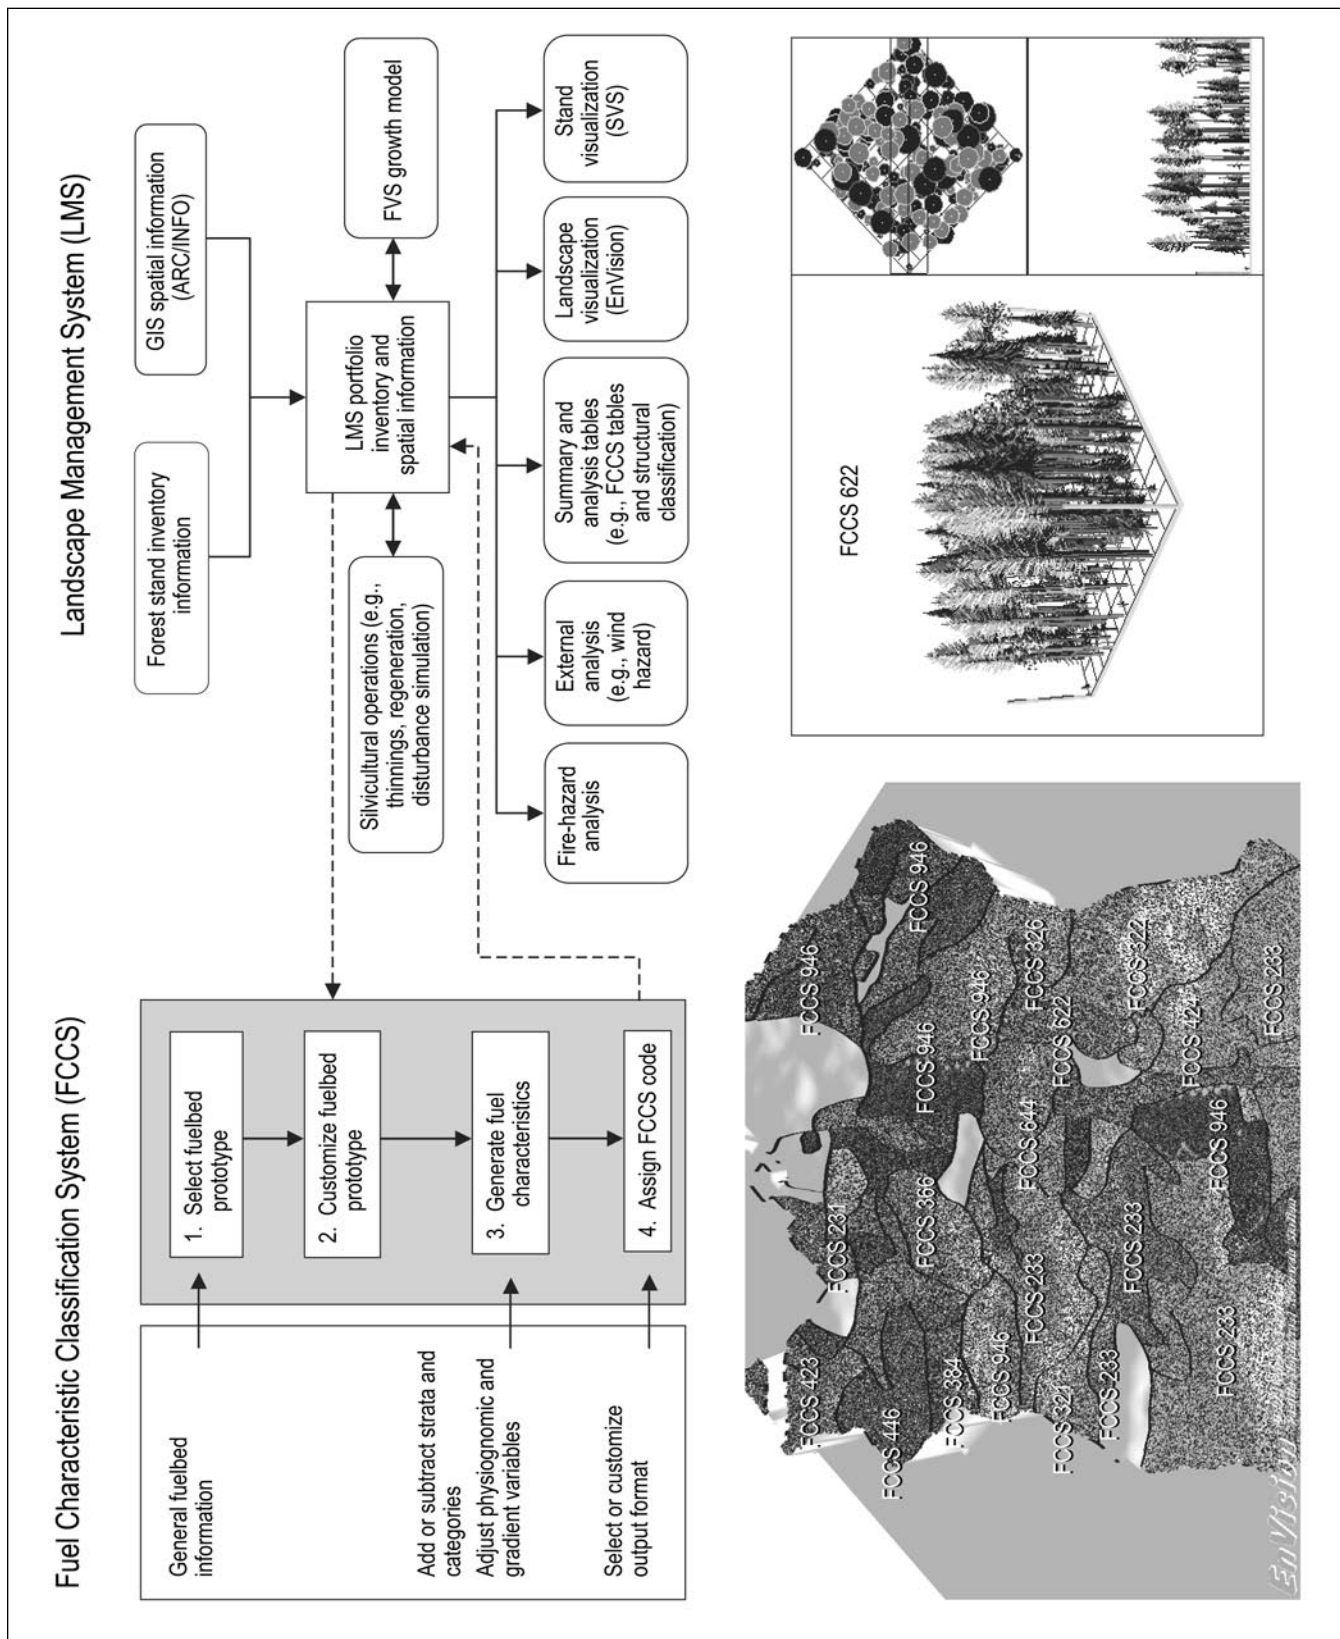 Fuel Characteristic Classification System (FCCS)
General fuelbed
information
Add or subtract strata and
categories
Adjust physiognomic and
gradient variables
Select or customize
output format
1. Select fuelbed
prototype
2. Customize fuelbed
prototype
3. Generate fuel
characteristics
4. Assign FCCS code
Landscape Management System (LMS)
Forest stand inventory
information
GIS spatial information
(ARC/INFO)
Silvicultural operations (e.g.,
thinnings, regeneration,
disturbance simulation)
LMS portfolio
inventory and
spatial information
FVS growth model
Fire-hazard
analysis
External
analysis
(e.g., wind
hazard)
Summary and
analysis tables
(e.g., FCCS tables
and structural
classification)
Landscape
visualization
(EnVision)
Stand
visualization
(SVS)
FCCS 423
FCCS 231
FCCS 946
FCCS 446
FCCS 366
FCCS 946
FCCS 946
FCCS 384
FCCS 946
FCCS 946
FCCS 233
FCCS 644
FCCS 326
FCCS 321
FCCS 622
FCCS 233
FCCS 233
FCCS 322
FCCS 424
FCCS 233
FCCS 946
FCCS 233
EnVision
FCCS 622